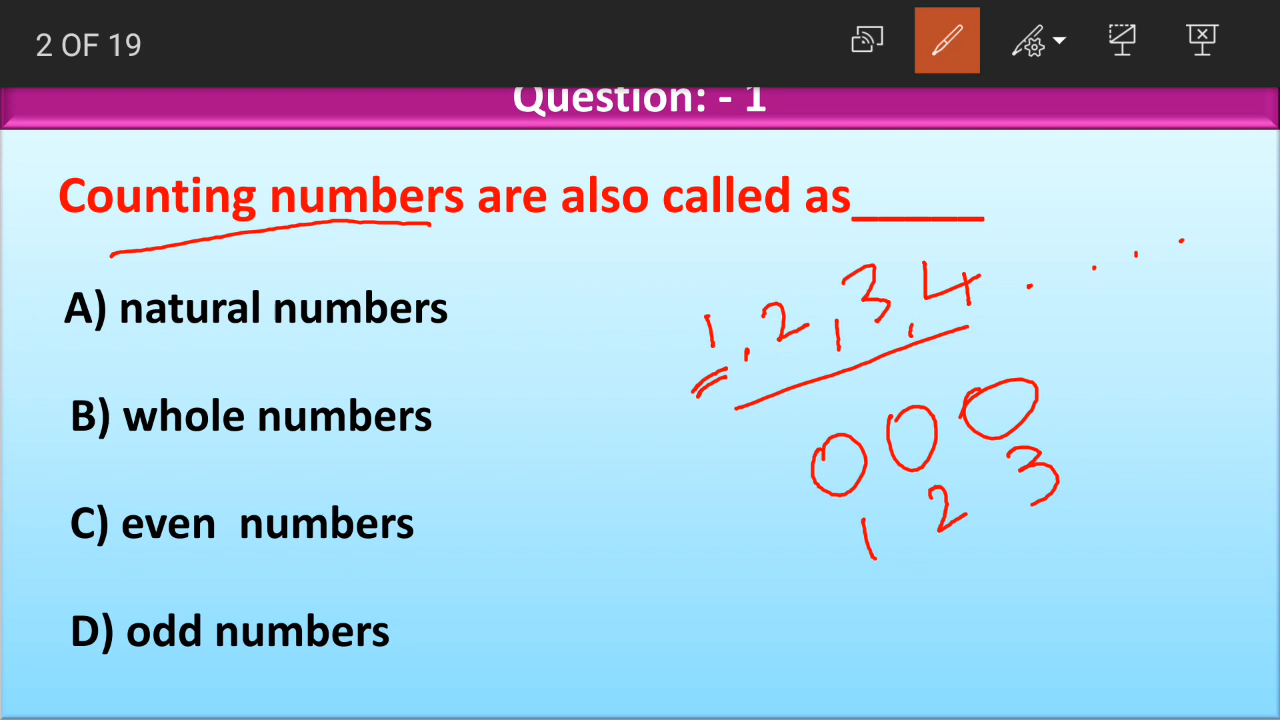 2 OF 19
Question: - 1
Counting numbers are also called as_____
1, 2, 3, 4 . . . .
A) natural numbers
B) whole numbers
1 2 3
C) even numbers
D) odd numbers